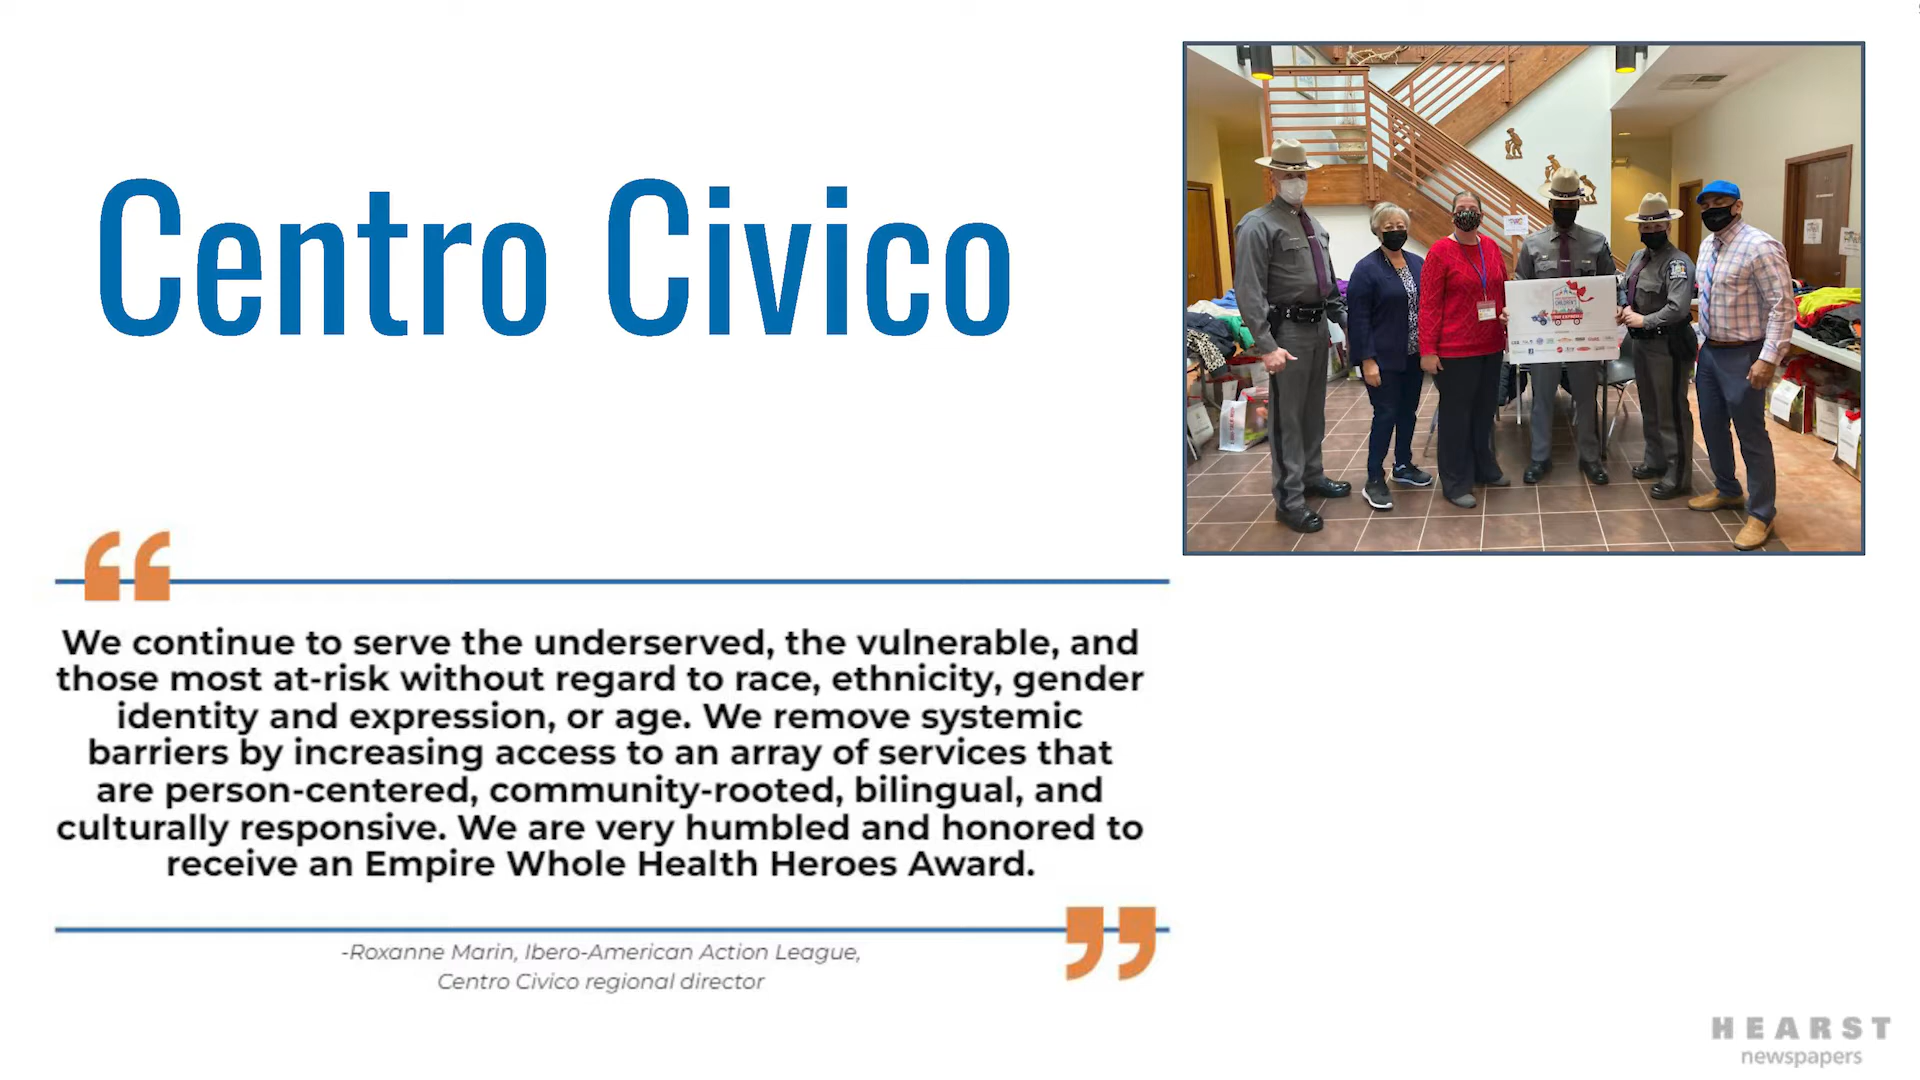 Centro Civico
We continue to serve the underserved, the vulnerable, and
those most at-risk without regard to race, ethnicity, gender
identity and expression, or age. We remove systemic
barriers by increasing access to an array of services that
are person-centered, community-rooted, bilingual, and
culturally responsive. We are very humbled and honored to
receive an Empire Whole Health Heroes Award.
-Roxanne Marin, Ibero-American Action League,
Centro Civico regional director
HEARST
newspapers